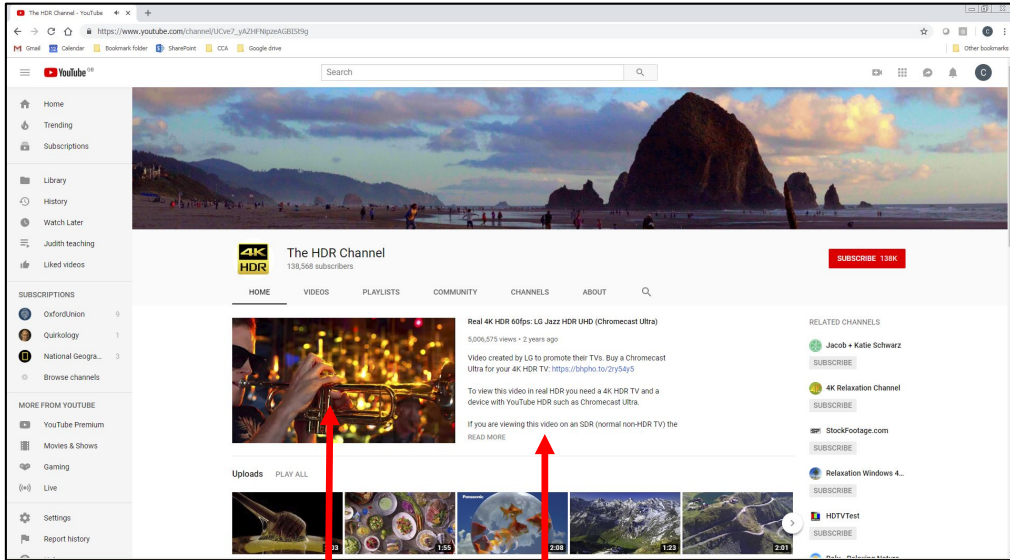 The HDR Channel - YouTube
https://www.youtube.com/channel/UCve7_yAZHFNipzeAGBISt9g
Gmail Calendar Bookmark folder SharePoint CCA Google drive Other bookmarks
YouTube GB
Search
C
Home
Trending
Subscriptions
Library
History
Watch Later
Judith teaching
Liked videos
SUBSCRIPTIONS
OxfordUnion 9
Quirkology 1
National Geogra... 3
Browse channels
MORE FROM YOUTUBE
YouTube Premium
Movies & Shows
Gaming
Live
Settings
Report history
4K HDR
The HDR Channel
138,568 subscribers
SUBSCRIBE 138K
HOME VIDEOS PLAYLISTS COMMUNITY CHANNELS ABOUT
Real 4K HDR 60fps: LG Jazz HDR UHD (Chromecast Ultra)
5,006,575 views • 2 years ago
Video created by LG to promote their TVs. Buy a Chromecast
Ultra for your 4K HDR TV: https://bhpho.to/2ry54y5
To view this video in real HDR you need a 4K HDR TV and a
device with YouTube HDR such as Chromecast Ultra.
If you are viewing this video on an SDR (normal non-HDR TV) the
READ MORE
Uploads PLAY ALL
Panasonic
1:55
2:08
1:23
2:01
RELATED CHANNELS
Jacob + Katie Schwarz
SUBSCRIBE
4K Relaxation Channel
SUBSCRIBE
StockFootage.com
SUBSCRIBE
Relaxation Windows 4...
SUBSCRIBE
HDTVTest
SUBSCRIBE